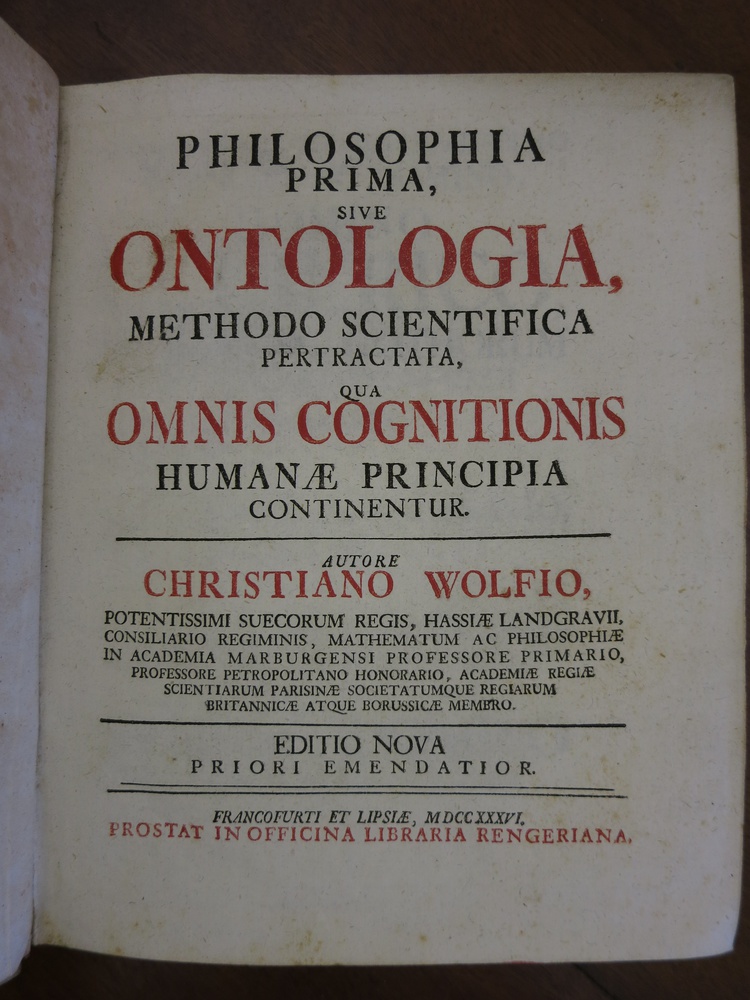 PHILOSOPHIA
PRIMA,
SIVE
ONTOLOGIA,
METHODO SCIENTIFICA
PERTRACTATA,
QUA
OMNIS COGNITIONIS
HUMANÆ PRINCIPIA
CONTINENTUR.
AUTORE
CHRISTIANO WOLFIO,
POTENTISSIMI SUECORUM REGIS, HASSIÆ LANDGRAVII,
CONSILIARIO REGIMINIS, MATHEMATUM AC PHILOSOPHIÆ
IN ACADEMIA MARBURGENSI PROFESSORE PRIMARIO,
PROFESSORE PETROPOLITANO HONORARIO, ACADEMIÆ REGIÆ
SCIENTIARUM PARISINÆ SOCIETATUMQUE REGIARUM
BRITANNICÆ ATQUE BORUSSICÆ MEMBRO.
EDITIO NOVA
PRIORI EMENDATIOR.
FRANCOFURTI ET LIPSIÆ, MDCCXXXVI.
PROSTAT IN OFFICINA LIBRARIA RENGERIANA.